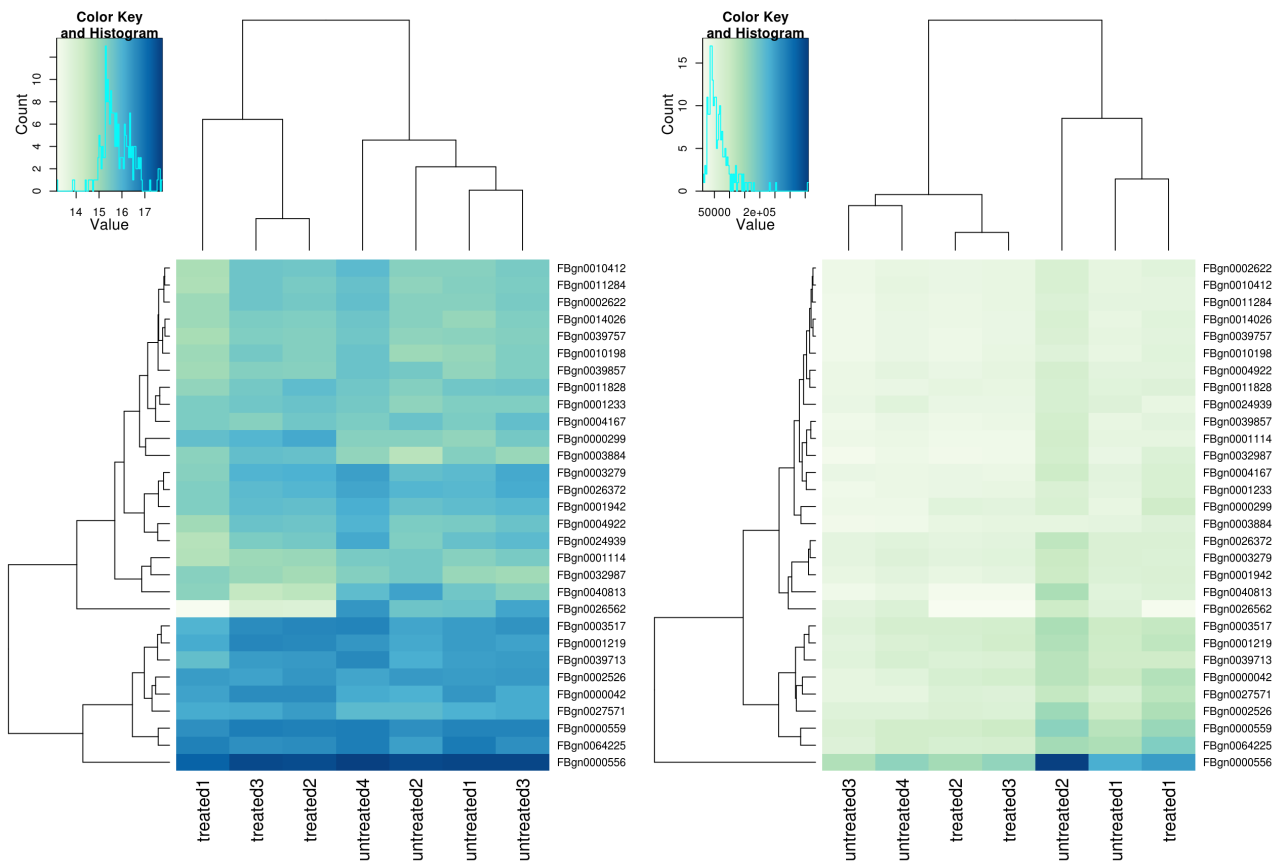 Color Key
and Histogram
Count
0 2 4 6 8 10
14 15 16 17
Value
FBgn0010412
FBgn0011284
FBgn0002622
FBgn0014026
FBgn0039757
FBgn0010198
FBgn0039857
FBgn0011828
FBgn0001233
FBgn0004167
FBgn0000299
FBgn0003884
FBgn0003279
FBgn0026372
FBgn0001942
FBgn0004922
FBgn0024939
FBgn0001114
FBgn0032987
FBgn0040813
FBgn0026562
FBgn0003517
FBgn0001219
FBgn0039713
FBgn0002526
FBgn0000042
FBgn0027571
FBgn0000559
FBgn0064225
FBgn0000556
treated1
treated3
treated2
untreated4
untreated2
untreated1
untreated3
Color Key
and Histogram
Count
0 5 10 15
50000 2e+05
Value
FBgn0002622
FBgn0010412
FBgn0011284
FBgn0014026
FBgn0039757
FBgn0010198
FBgn0004922
FBgn0011828
FBgn0024939
FBgn0039857
FBgn0001114
FBgn0032987
FBgn0004167
FBgn0001233
FBgn0000299
FBgn0003884
FBgn0026372
FBgn0003279
FBgn0001942
FBgn0040813
FBgn0026562
FBgn0003517
FBgn0001219
FBgn0039713
FBgn0000042
FBgn0027571
FBgn0002526
FBgn0000559
FBgn0064225
FBgn0000556
untreated3
untreated4
treated2
treated3
untreated2
untreated1
treated1